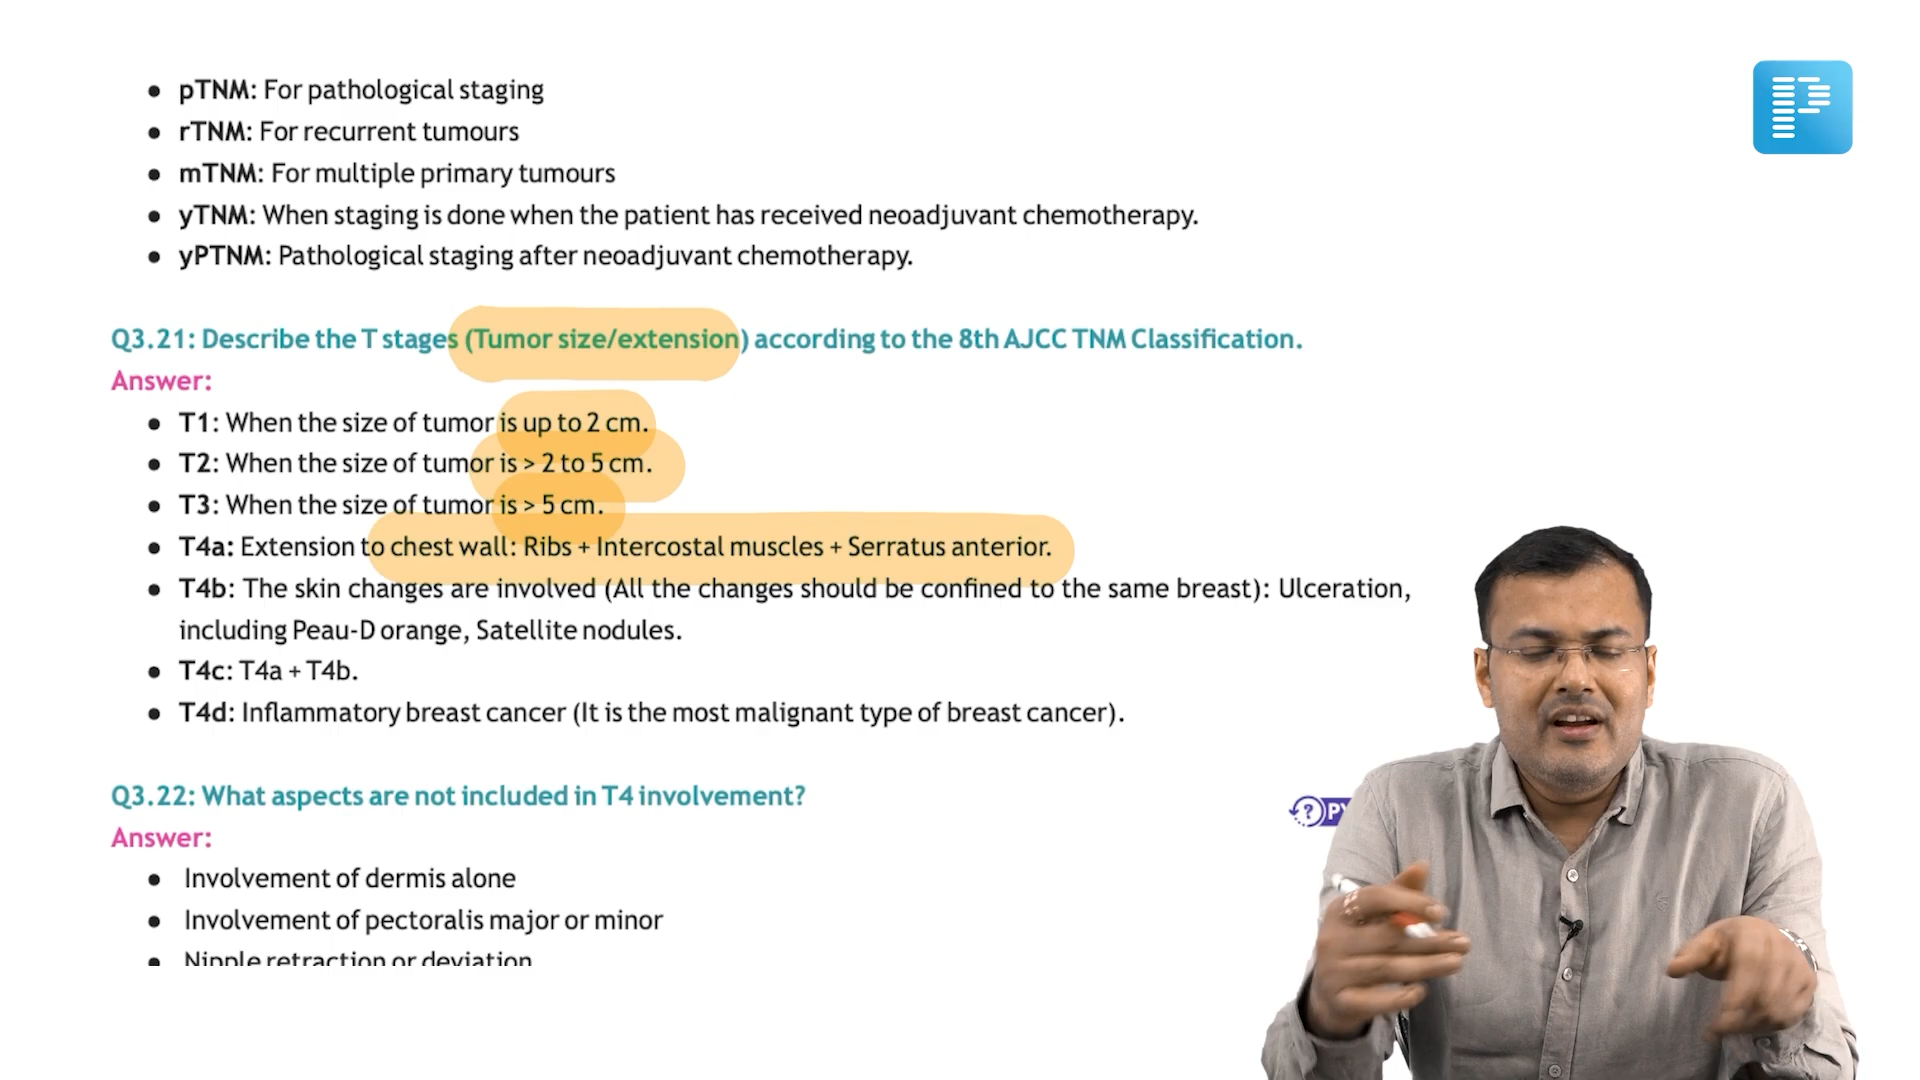 pTNM: For pathological staging
rTNM: For recurrent tumours
mTNM: For multiple primary tumours
yTNM: When staging is done when the patient has received neoadjuvant chemotherapy.
yPTNM: Pathological staging after neoadjuvant chemotherapy.
Q3.21: Describe the T stages (Tumor size/extension) according to the 8th AJCC TNM Classification.
Answer:
T1: When the size of tumor is up to 2 cm.
T2: When the size of tumor is > 2 to 5 cm.
T3: When the size of tumor is > 5 cm.
T4a: Extension to chest wall: Ribs + Intercostal muscles + Serratus anterior.
T4b: The skin changes are involved (All the changes should be confined to the same breast): Ulceration,
including Peau-D orange, Satellite nodules.
T4c: T4a + T4b.
T4d: Inflammatory breast cancer (It is the most malignant type of breast cancer).
Q3.22: What aspects are not included in T4 involvement?
Answer:
Involvement of dermis alone
Involvement of pectoralis major or minor
Nipple retraction or deviation